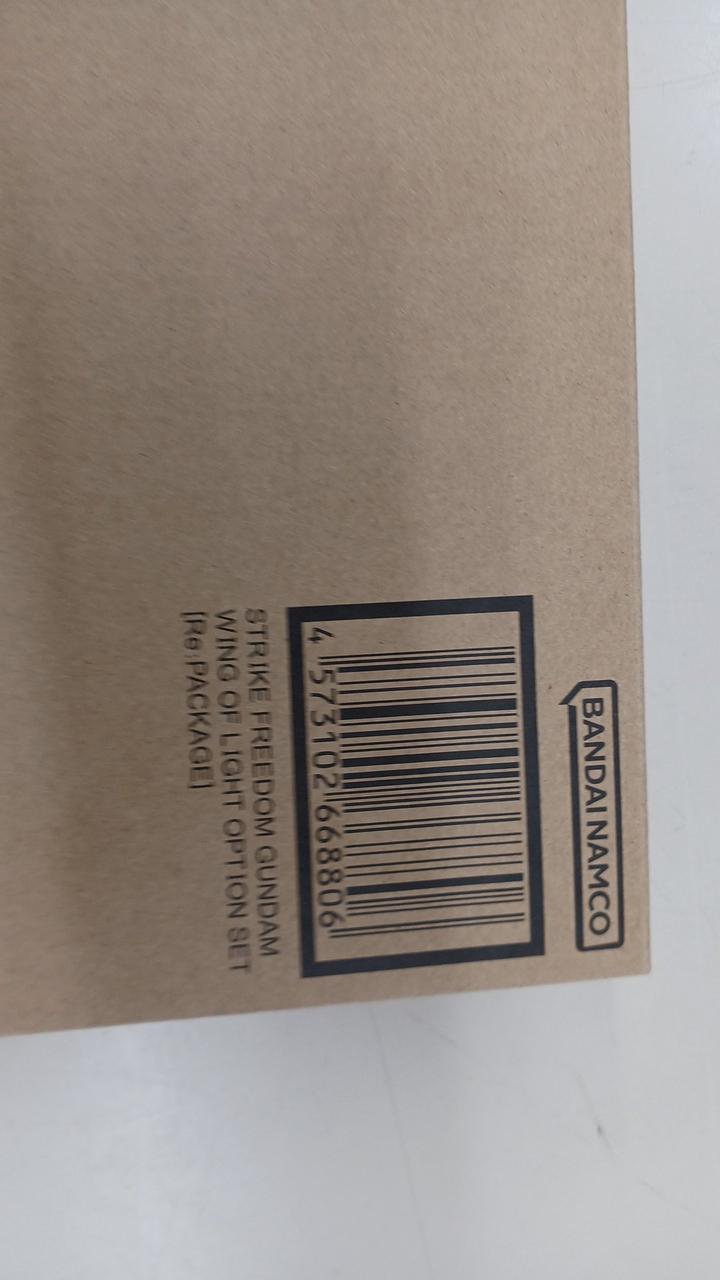 BANDAI NAMCO
4 573102 668806
STRIKE FREEDOM GUNDAM
WING OF LIGHT OPTION SET
[Re:PACKAGE]